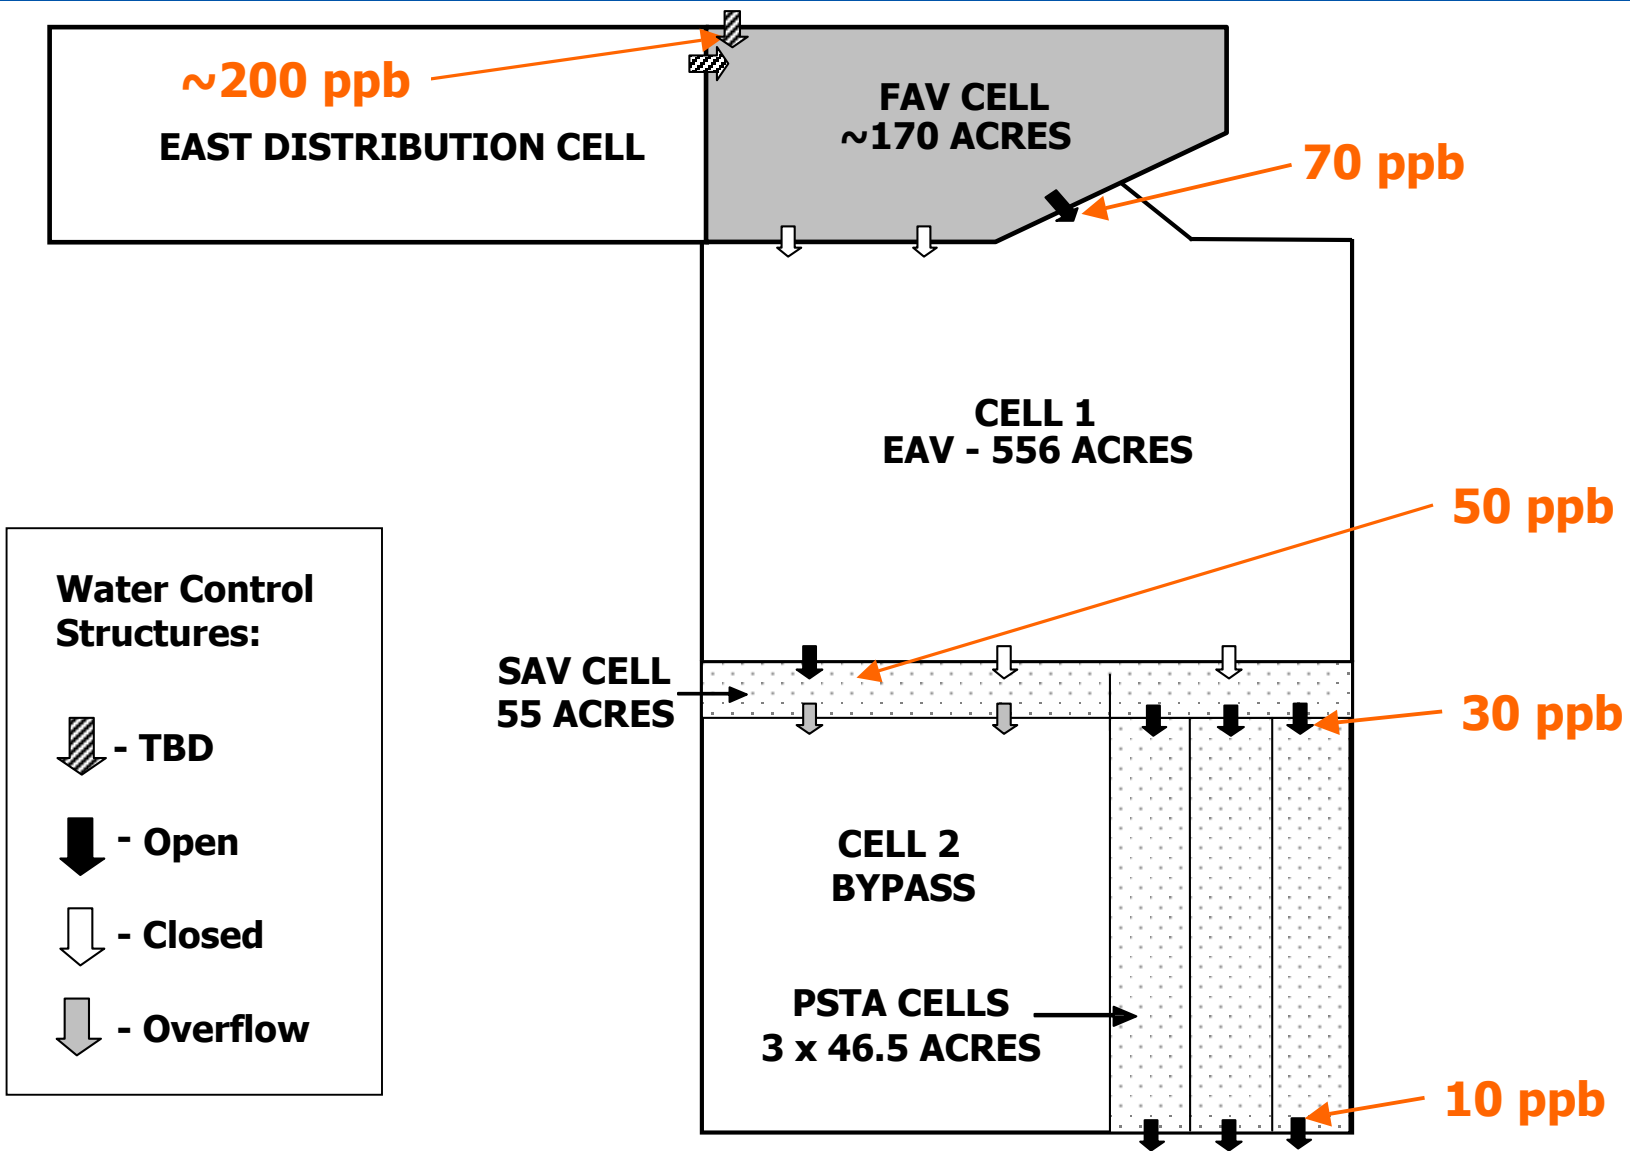 ~200 ppb
EAST DISTRIBUTION CELL
FAV CELL
~170 ACRES
70 ppb
CELL 1
EAV - 556 ACRES
50 ppb
SAV CELL
55 ACRES
30 ppb
Water Control
Structures:
- TBD
- Open
- Closed
- Overflow
CELL 2
BYPASS
PSTA CELLS
3 x 46.5 ACRES
10 ppb